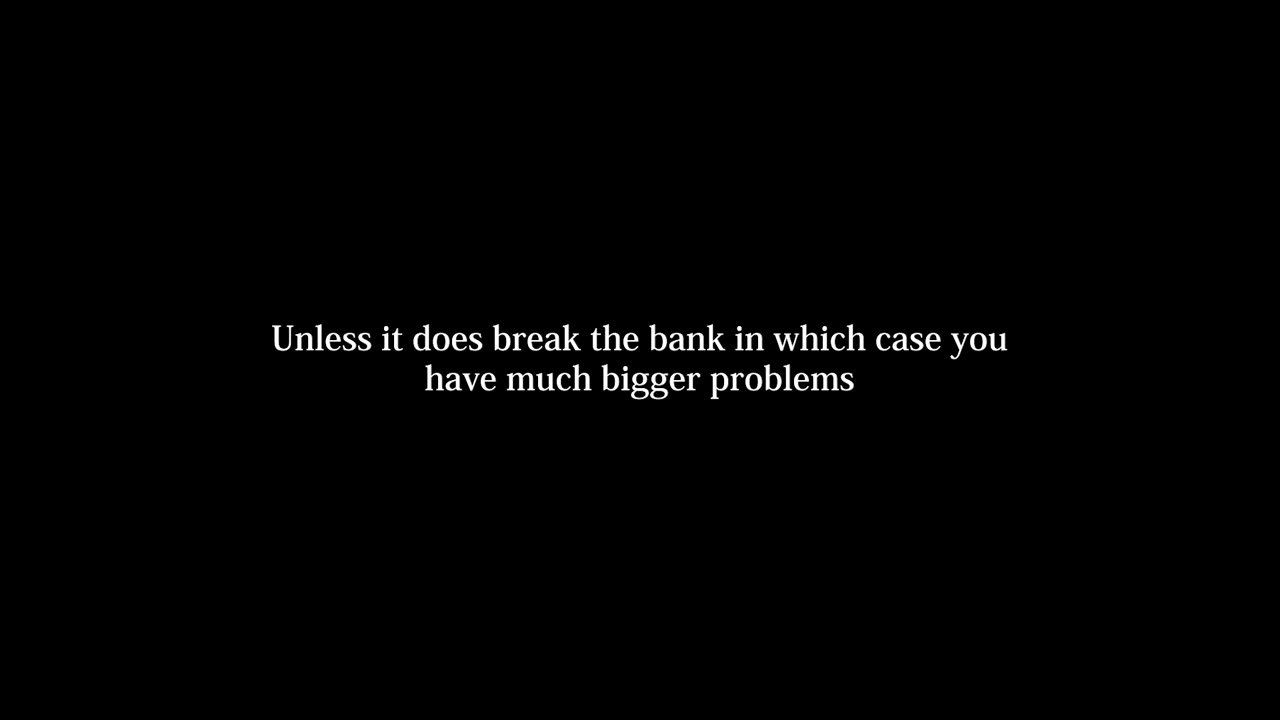 Unless it does break the bank in which case you
have much bigger problems